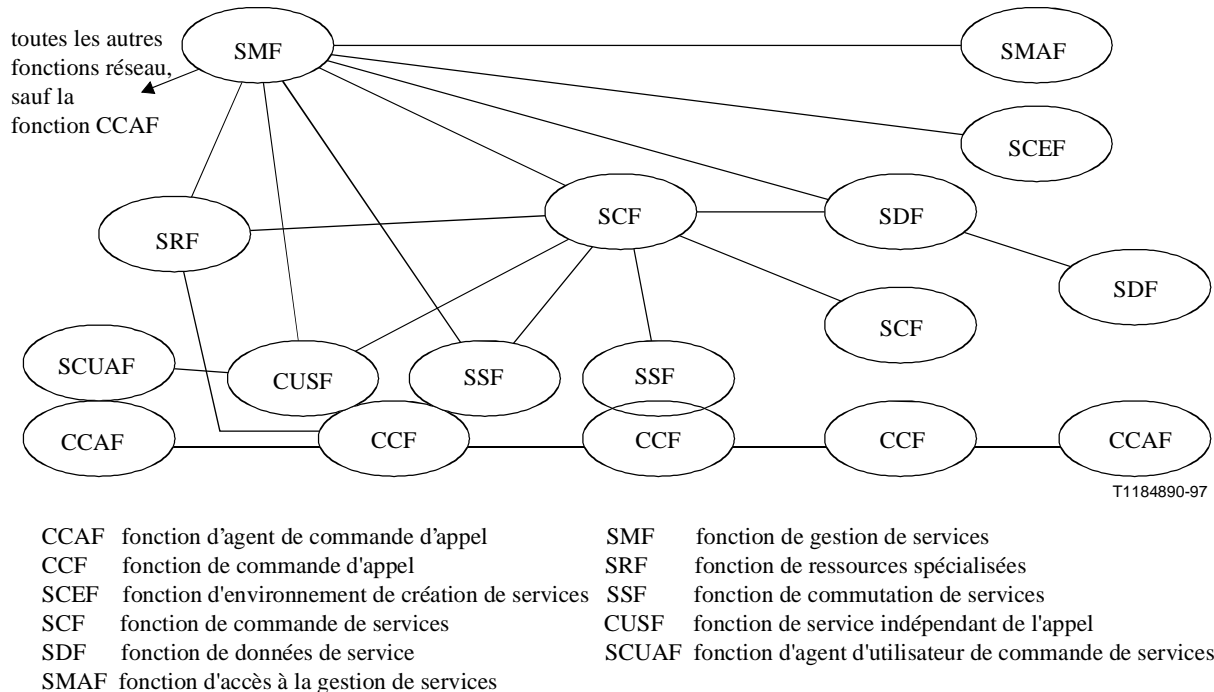 toutes les autres
fonctions réseau,
sauf la
fonction CCAF
SMF
SMAF
SCEF
SCF
SDF
SRF
SDF
SCF
SCUAF
CUSF
SSF
SSF
CCAF
CCF
CCF
CCF
CCAF
T1184890-97
CCAF fonction d'agent de commande d'appel
CCF fonction de commande d'appel
SCEF fonction d'environnement de création de services
SCF fonction de commande de services
SDF fonction de données de service
SMAF fonction d'accès à la gestion de services
SMF fonction de gestion de services
SRF fonction de ressources spécialisées
SSF fonction de commutation de services
CUSF fonction de service indépendant de l'appel
SCUAF fonction d'agent d'utilisateur de commande de services